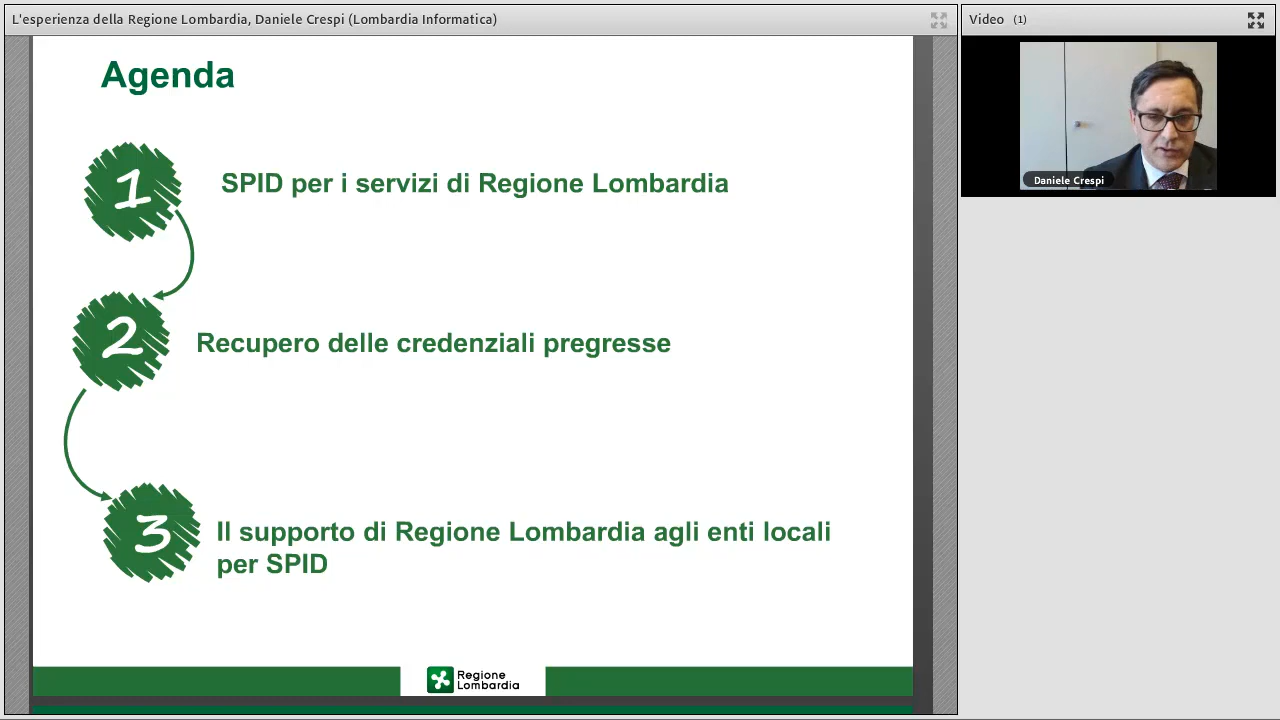 L'esperienza della Regione Lombardia, Daniele Crespi (Lombardia Informatica)
Video (1)
Agenda
1
SPID per i servizi di Regione Lombardia
2
Recupero delle credenziali pregresse
3
Il supporto di Regione Lombardia agli enti locali
per SPID
Daniele Crespi
Regione
Lombardia